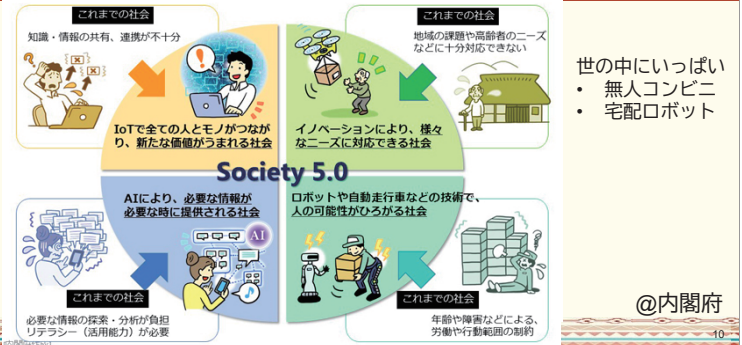 これまでの社会
知識・情報の共有、連携が不十分
IoTで全ての人とモノがつなが
り、新たな価値がうまれる社会
これまでの社会
地域の課題や高齢者のニーズ
などに十分対応できない
イノベーションにより、様々
なニーズに対応できる社会
Society 5.0
AIにより、必要な情報が
必要な時に提供される社会
AI
これまでの社会
必要な情報の探索・分析が負担
リテラシー（活用能力）が必要
ロボットや自動走行車などの技術で、
人の可能性がひろがる社会
これまでの社会
年齢や障害などによる、
労働や行動範囲の制約
世の中にいっぱい
• 無人コンビニ
• 宅配ロボット
@内閣府
10